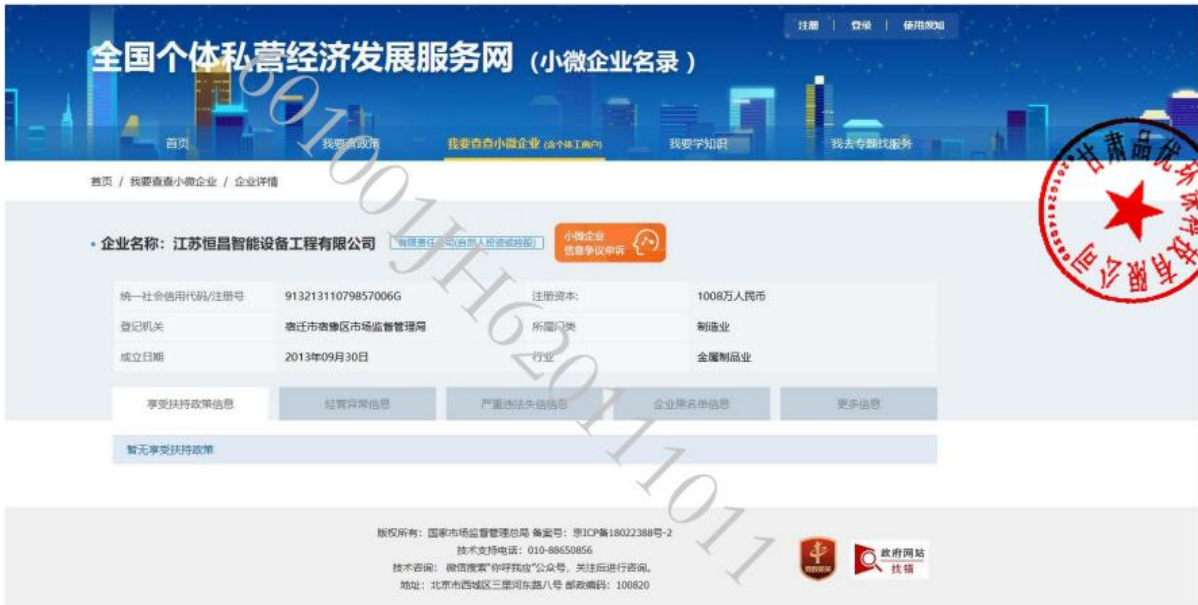 注册 | 登录 | 使用须知
全国个体私营经济发展服务网（小微企业名录）
首页 我要查政策 我要查查小微企业(含个体工商户) 我要学知识 我去专题找服务
首页 / 我要查查小微企业 / 企业详情
甘肃品优环保科技有限公司
• 企业名称：江苏恒昌智能设备工程有限公司 有限责任公司(自然人投资或控股) 小微企业
信息争议申诉
统一社会信用代码/注册号 91321311079857006G 注册资本： 1008万人民币
登记机关 宿迁市宿豫区市场监督管理局 所属门类 制造业
成立日期 2013年09月30日 行业 金属制品业
享受扶持政策信息 经营异常信息 严重违法失信信息 企业黑名单信息 更多信息
暂无享受扶持政策
版权所有：国家市场监督管理总局 备案号：京ICP备18022388号-2
技术支持电话：010-88650856
技术咨询： 微信搜索"你呼我应"公众号，关注后进行咨询。
地址：北京市西城区三里河东路八号 邮政编码：100820
党政机关
政府网站
找错